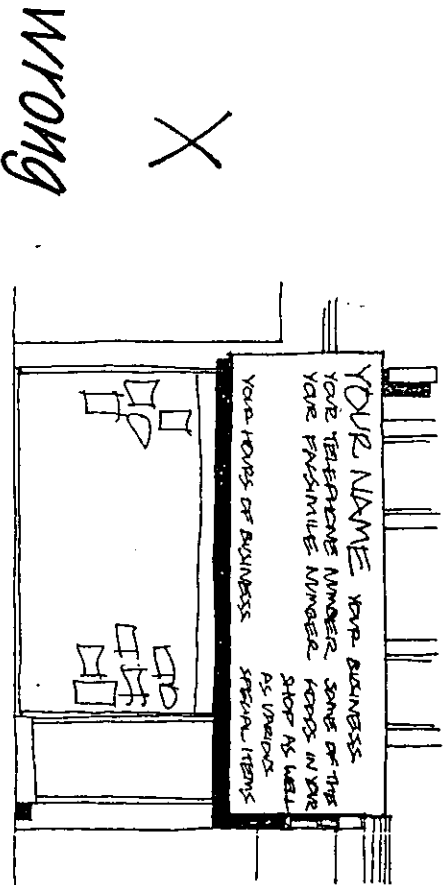 Wrong
YOUR NAME YOUR BUSINESS
YOUR TELEPHONE NUMBER SOME OF THE
YOUR FACSIMILE NUMBER GOODS IN YOUR
SHOP AS WELL
AS VARIOUS
YOUR HOURS OF BUSINESS SPECIAL ITEMS